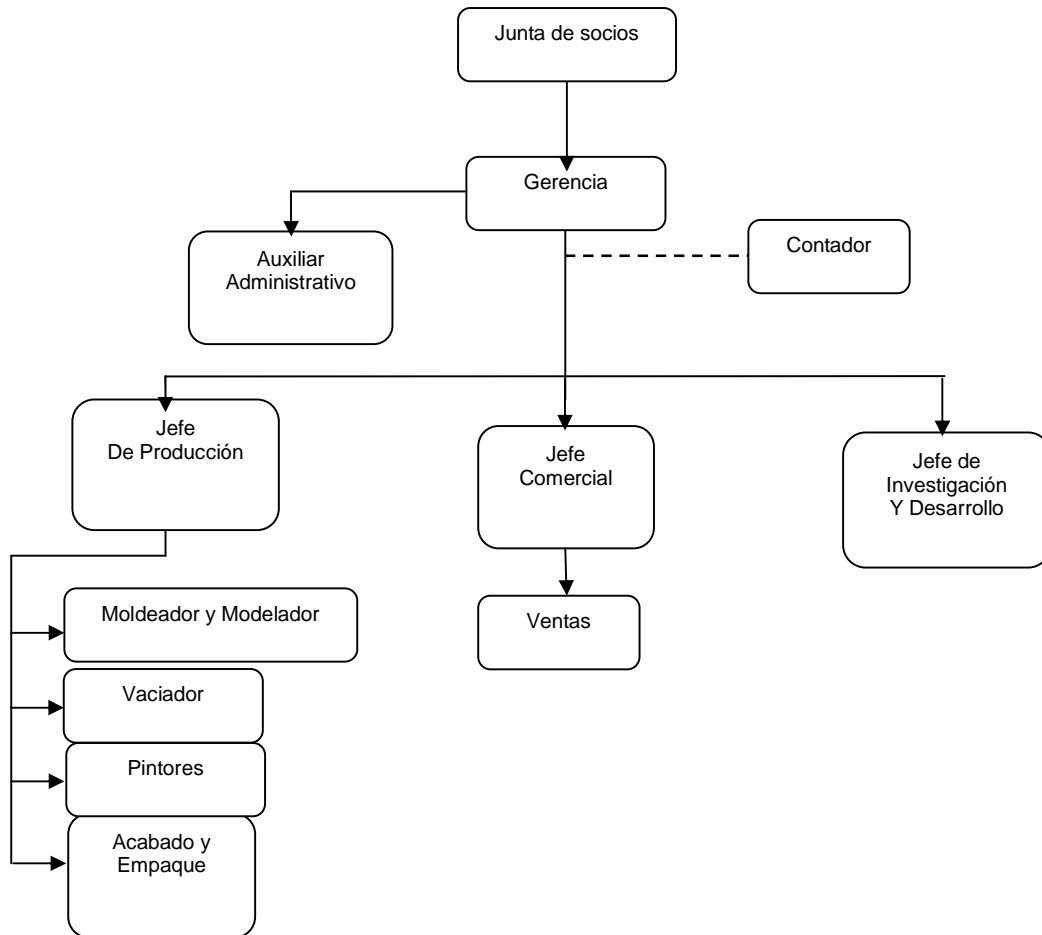 Junta de socios
Gerencia
Contador
Auxiliar
Administrativo
Jefe
De Producción
Jefe
Comercial
Jefe de
Investigación
Y Desarrollo
Moldeador y Modelador
Ventas
Vaciador
Pintores
Acabado y
Empaque